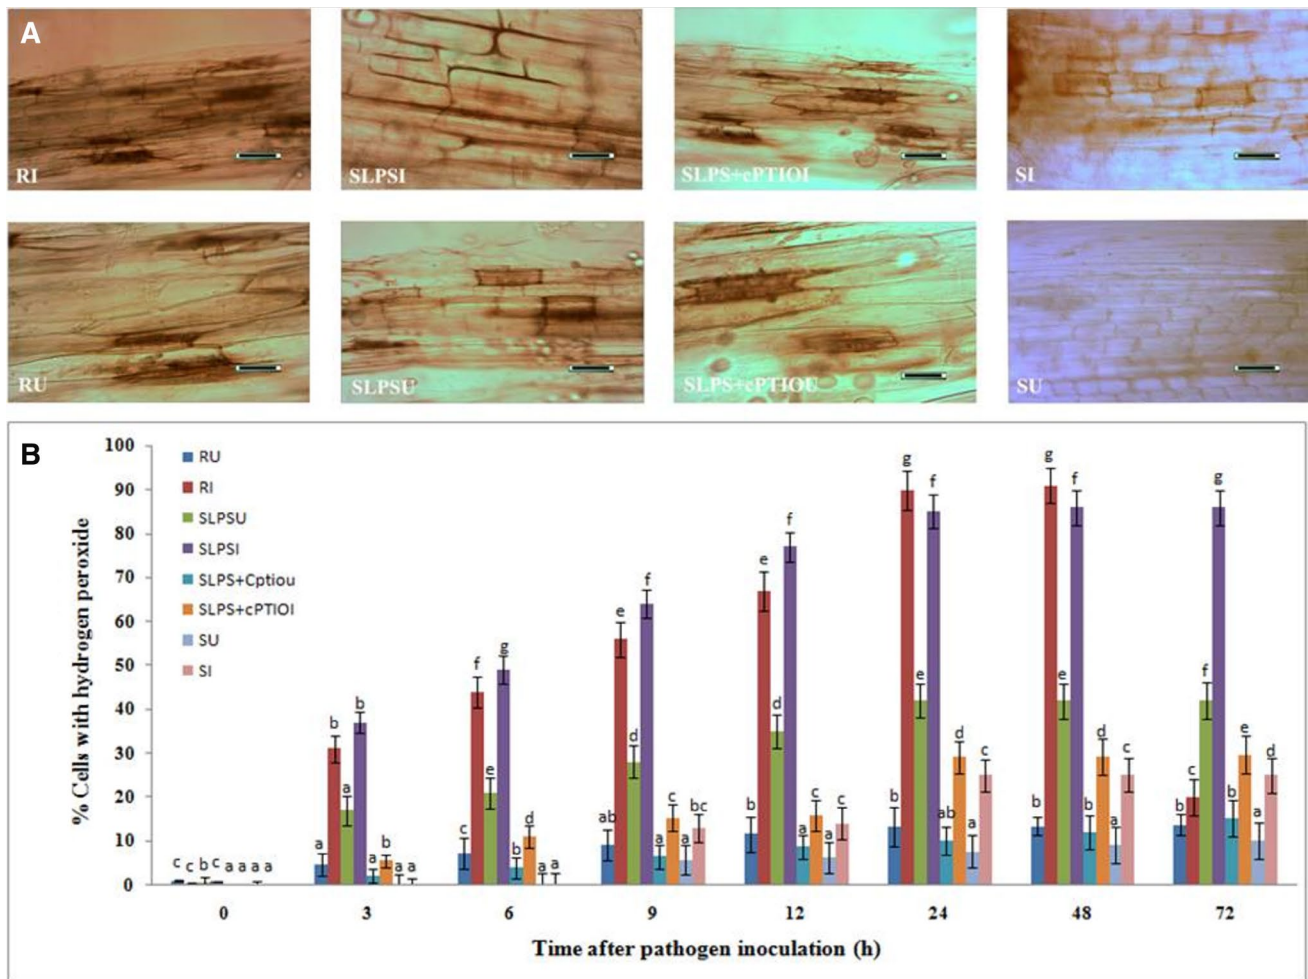 A
RI
SLPSI
SLPS+cPTIOI
SI
RU
SLPSU
SLPS+cPTIOU
SU
B
% Cells with hydrogen peroxide
100
90
80
70
60
50
40
30
20
10
0
RU
RI
SLPSU
SLPSI
SLPS+Cptiou
SLPS+cPTIOI
SU
SI
c c b c a a a a
a b a b a b a a
c f e g b d a a
ab e d f a c a bc
b e d f a c a c
b g e f ab d a c
b g e f b d a c
b c f g b e a d
0 3 6 9 12 24 48 72
Time after pathogen inoculation (h)